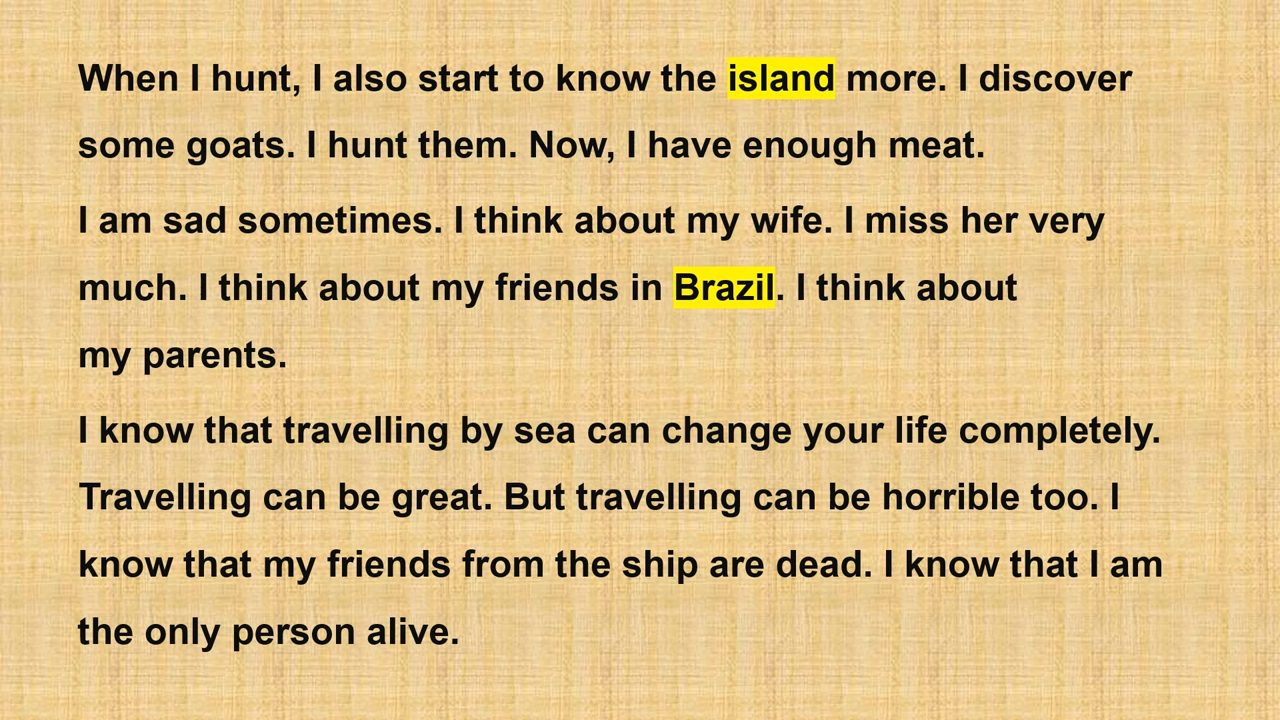 When I hunt, I also start to know the island more. I discover
some goats. I hunt them. Now, I have enough meat.
I am sad sometimes. I think about my wife. I miss her very
much. I think about my friends in Brazil. I think about
my parents.
I know that travelling by sea can change your life completely.
Travelling can be great. But travelling can be horrible too. I
know that my friends from the ship are dead. I know that I am
the only person alive.